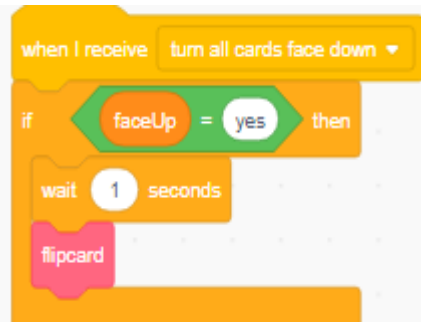 when I receive turn all cards face down
if faceUp = yes then
wait 1 seconds
flipcard